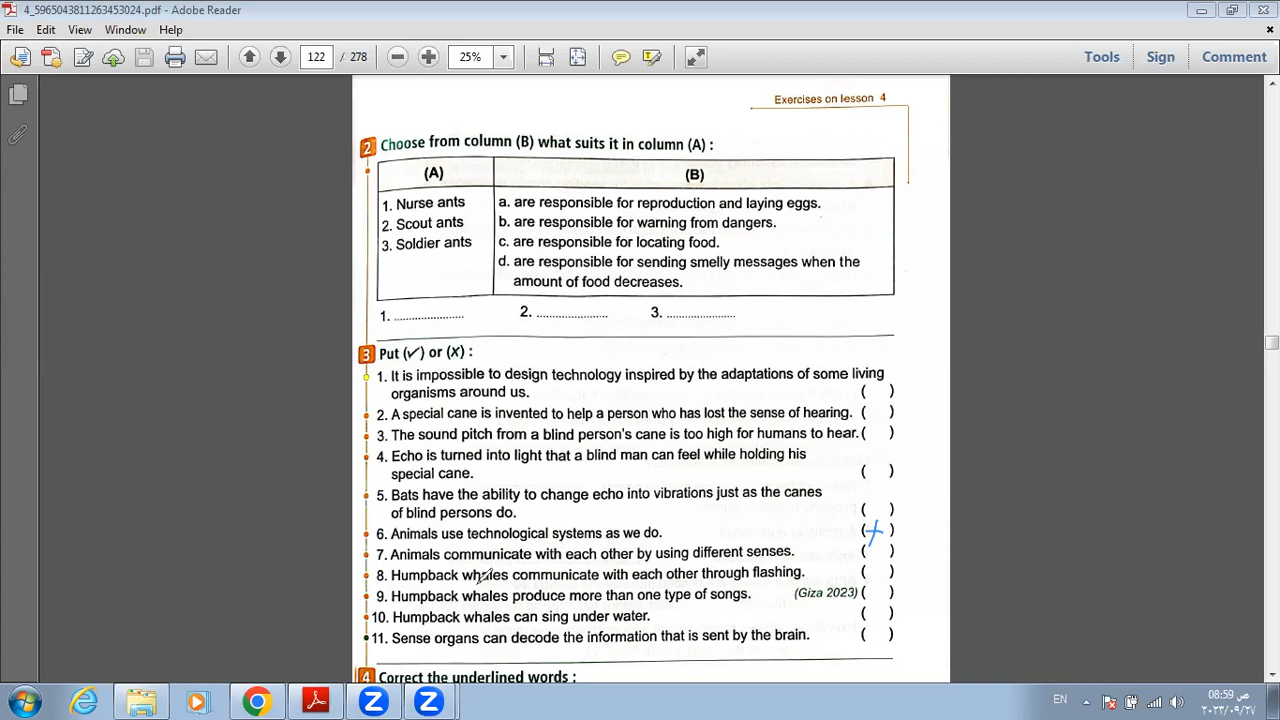 4_5965043811263453024.pdf - Adobe Reader
File Edit View Window Help
122 / 278 25% Tools Sign Comment
Exercises on lesson 4
2 Choose from column (B) what suits it in column (A) :
(A) (B)
1. Nurse ants a. are responsible for reproduction and laying eggs.
2. Scout ants b. are responsible for warning from dangers.
3. Soldier ants c. are responsible for locating food.
d. are responsible for sending smelly messages when the
amount of food decreases.
1. ..................... 2. ..................... 3. .....................
3 Put (✓) or (x) :
1. It is impossible to design technology inspired by the adaptations of some living
organisms around us. ( )
2. A special cane is invented to help a person who has lost the sense of hearing. ( )
3. The sound pitch from a blind person's cane is too high for humans to hear. ( )
4. Echo is turned into light that a blind man can feel while holding his
special cane. ( )
5. Bats have the ability to change echo into vibrations just as the canes
of blind persons do. ( )
6. Animals use technological systems as we do. (x)
7. Animals communicate with each other by using different senses. ( )
8. Humpback whales communicate with each other through flashing. ( )
9. Humpback whales produce more than one type of songs. (Giza 2023) ( )
10. Humpback whales can sing under water. ( )
11. Sense organs can decode the information that is sent by the brain. ( )
4 Correct the underlined words :
EN 08:59 ص
٢٠٢٣/٠٩/٢٧